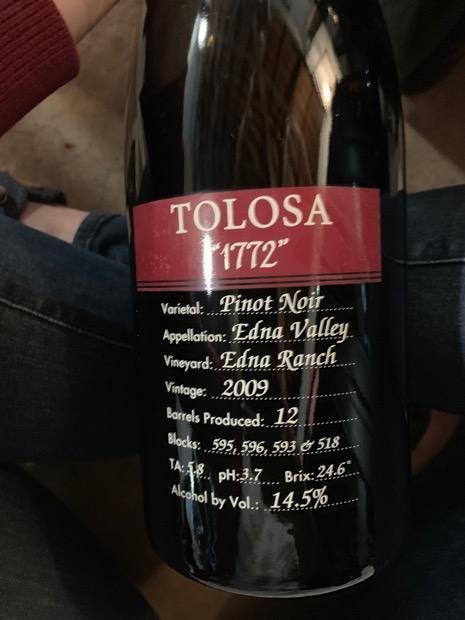 TOLOSA
"1772"
Varietal: Pinot Noir
Appellation: Edna Valley
Vineyard: Edna Ranch
Vintage: 2009
Barrels Produced: 12
Blocks: 595, 596, 593 & 518
TA: 5.8 pH: 3.7 Brix: 24.6°
Alcohol by Vol.: 14.5%